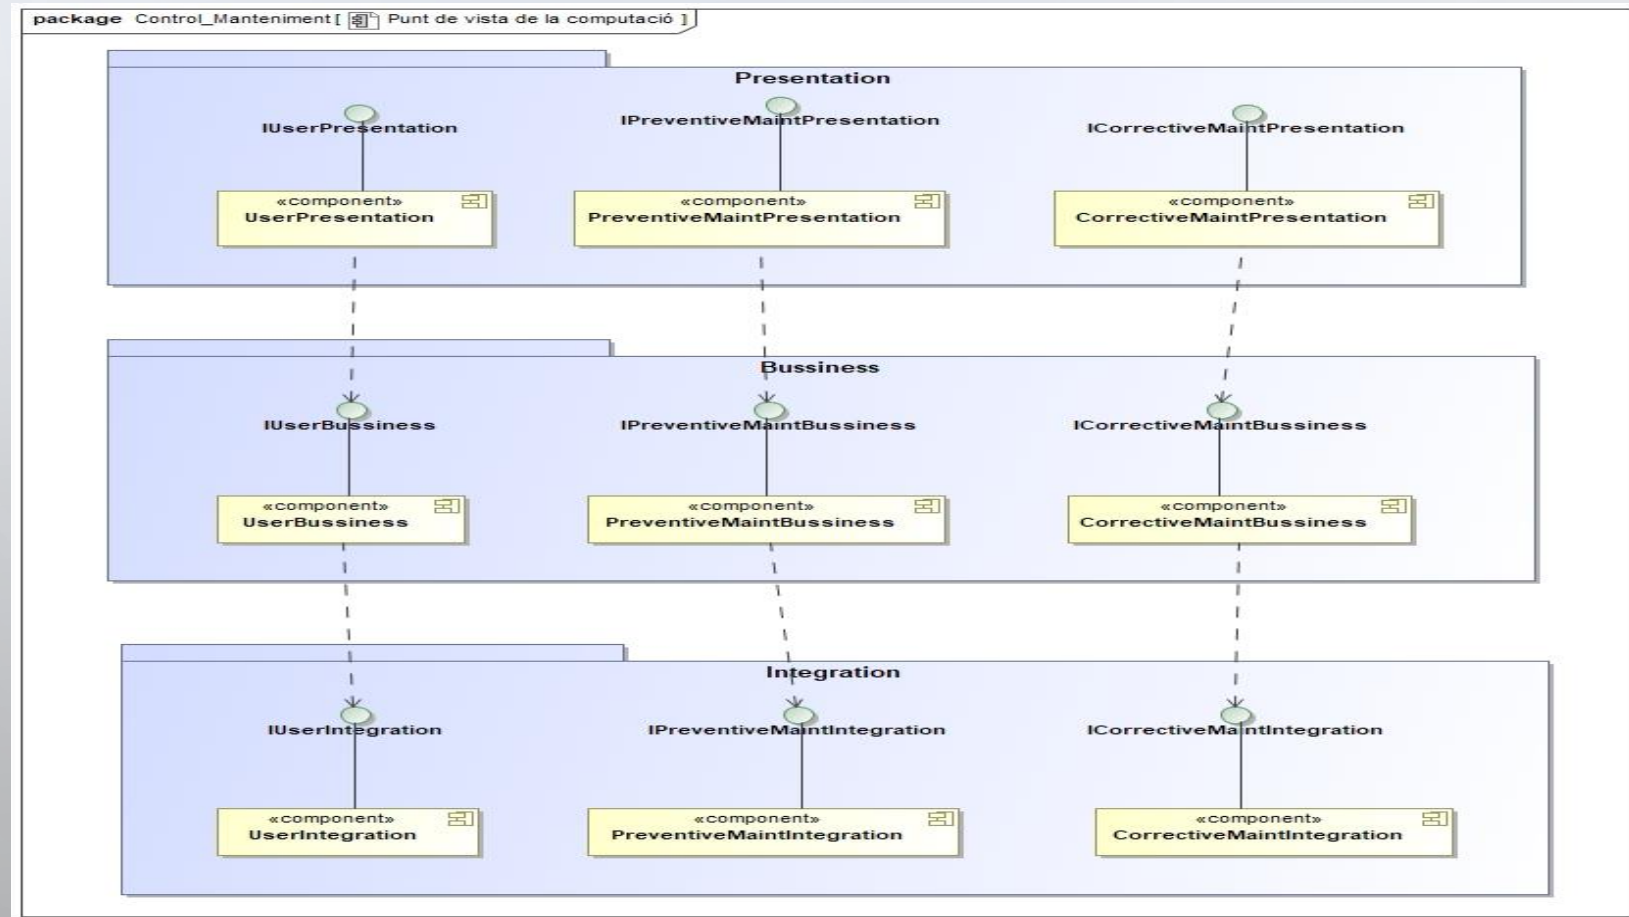 package Control_Manteniment[ Punt de vista de la computació ]
Presentation
IUserPresentation
IPreventiveMaintPresentation
ICorrectiveMaintPresentation
«component»
UserPresentation
«component»
PreventiveMaintPresentation
«component»
CorrectiveMaintPresentation
Bussiness
IUserBussiness
IPreventiveMaintBussiness
ICorrectiveMaintBussiness
«component»
UserBussiness
«component»
PreventiveMaintBussiness
«component»
CorrectiveMaintBussiness
Integration
IUserIntegration
IPreventiveMaintIntegration
ICorrectiveMaintIntegration
«component»
UserIntegration
«component»
PreventiveMaintIntegration
«component»
CorrectiveMaintIntegration